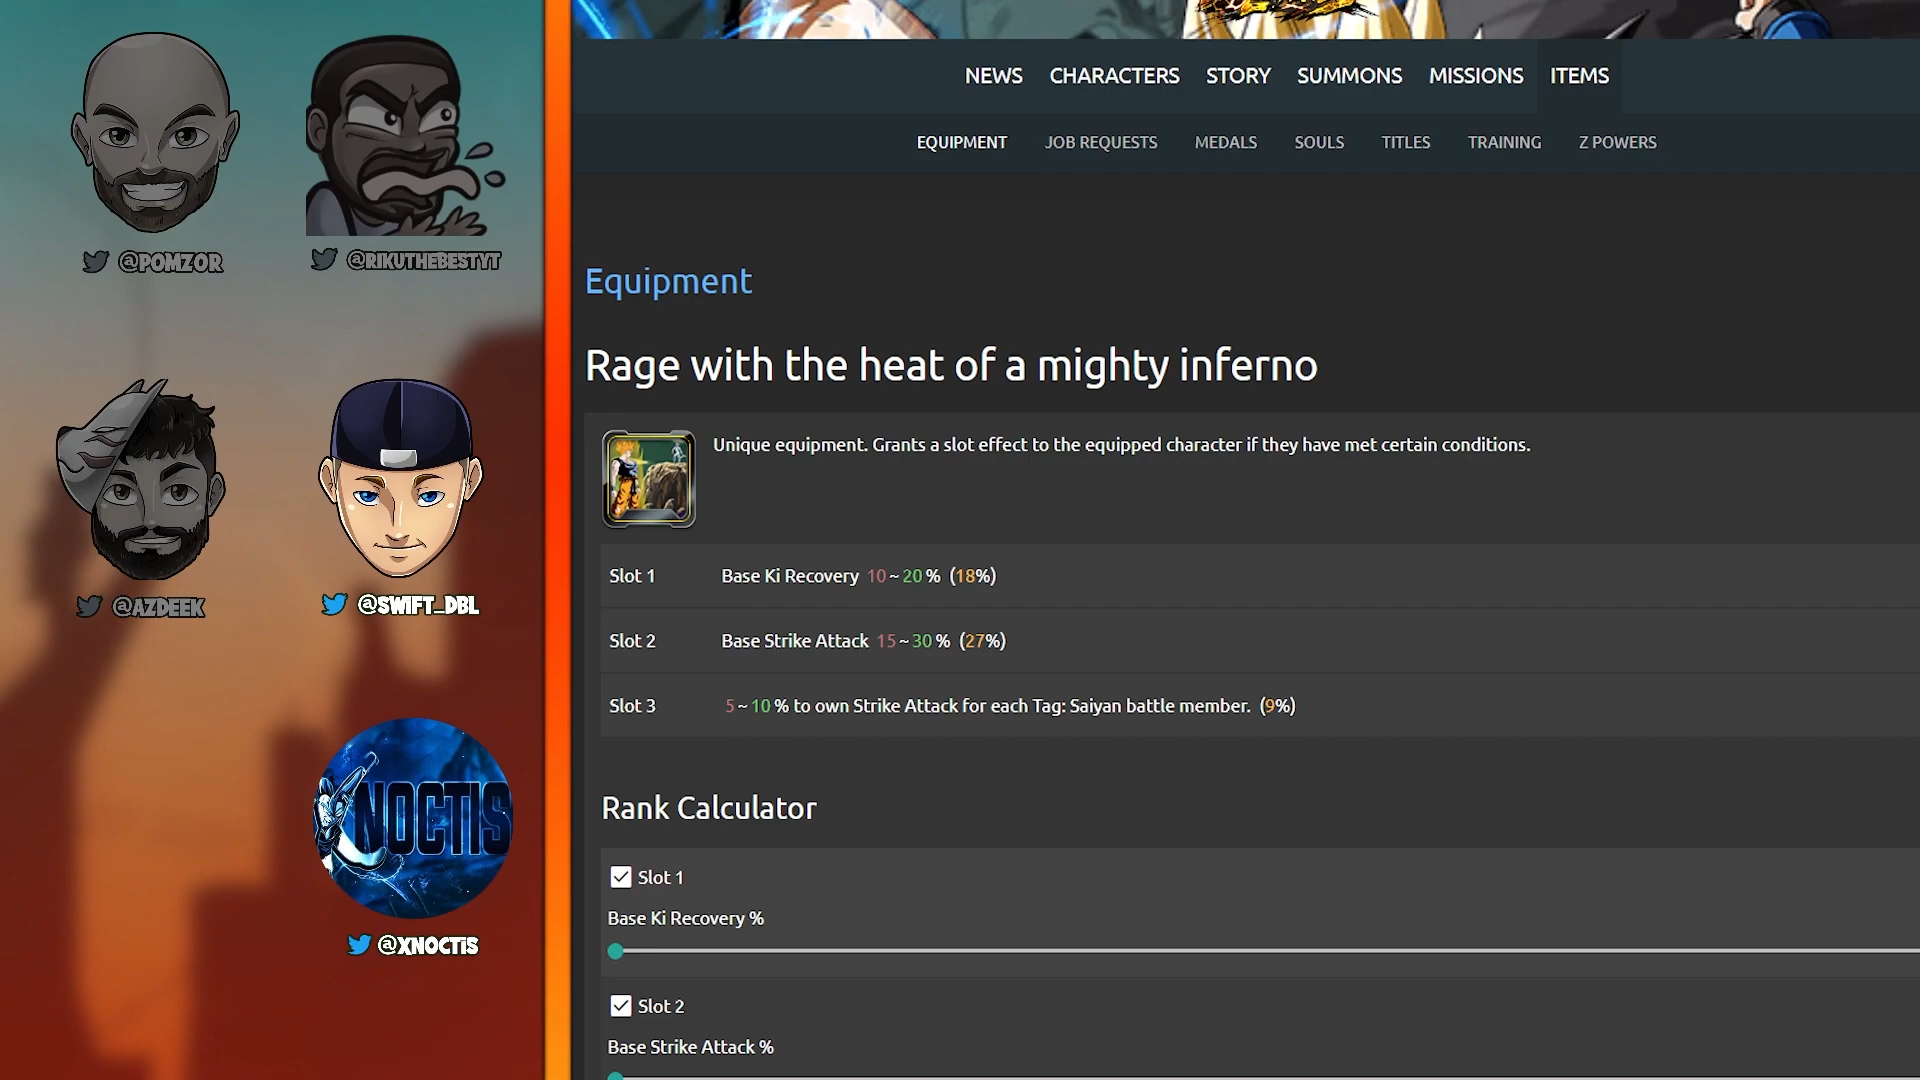 @POMZOR
@RIKUTHEBESTYT
@AZDEEK
@SWIFT_DBL
NOCTIS
@XNOCTIS
NEWS CHARACTERS STORY SUMMONS MISSIONS ITEMS
EQUIPMENT JOB REQUESTS MEDALS SOULS TITLES TRAINING Z POWERS
Equipment
Rage with the heat of a mighty inferno
Unique equipment. Grants a slot effect to the equipped character if they have met certain conditions.
Slot 1 Base Ki Recovery 10 ~ 20 % (18%)
Slot 2 Base Strike Attack 15 ~ 30 % (27%)
Slot 3 5 ~ 10 % to own Strike Attack for each Tag: Saiyan battle member. (9%)
Rank Calculator
Slot 1
Base Ki Recovery %
Slot 2
Base Strike Attack %